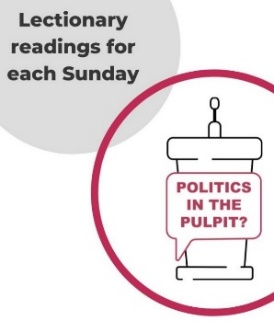 Lectionary
readings for
each Sunday
POLITICS
IN THE
PULPIT?